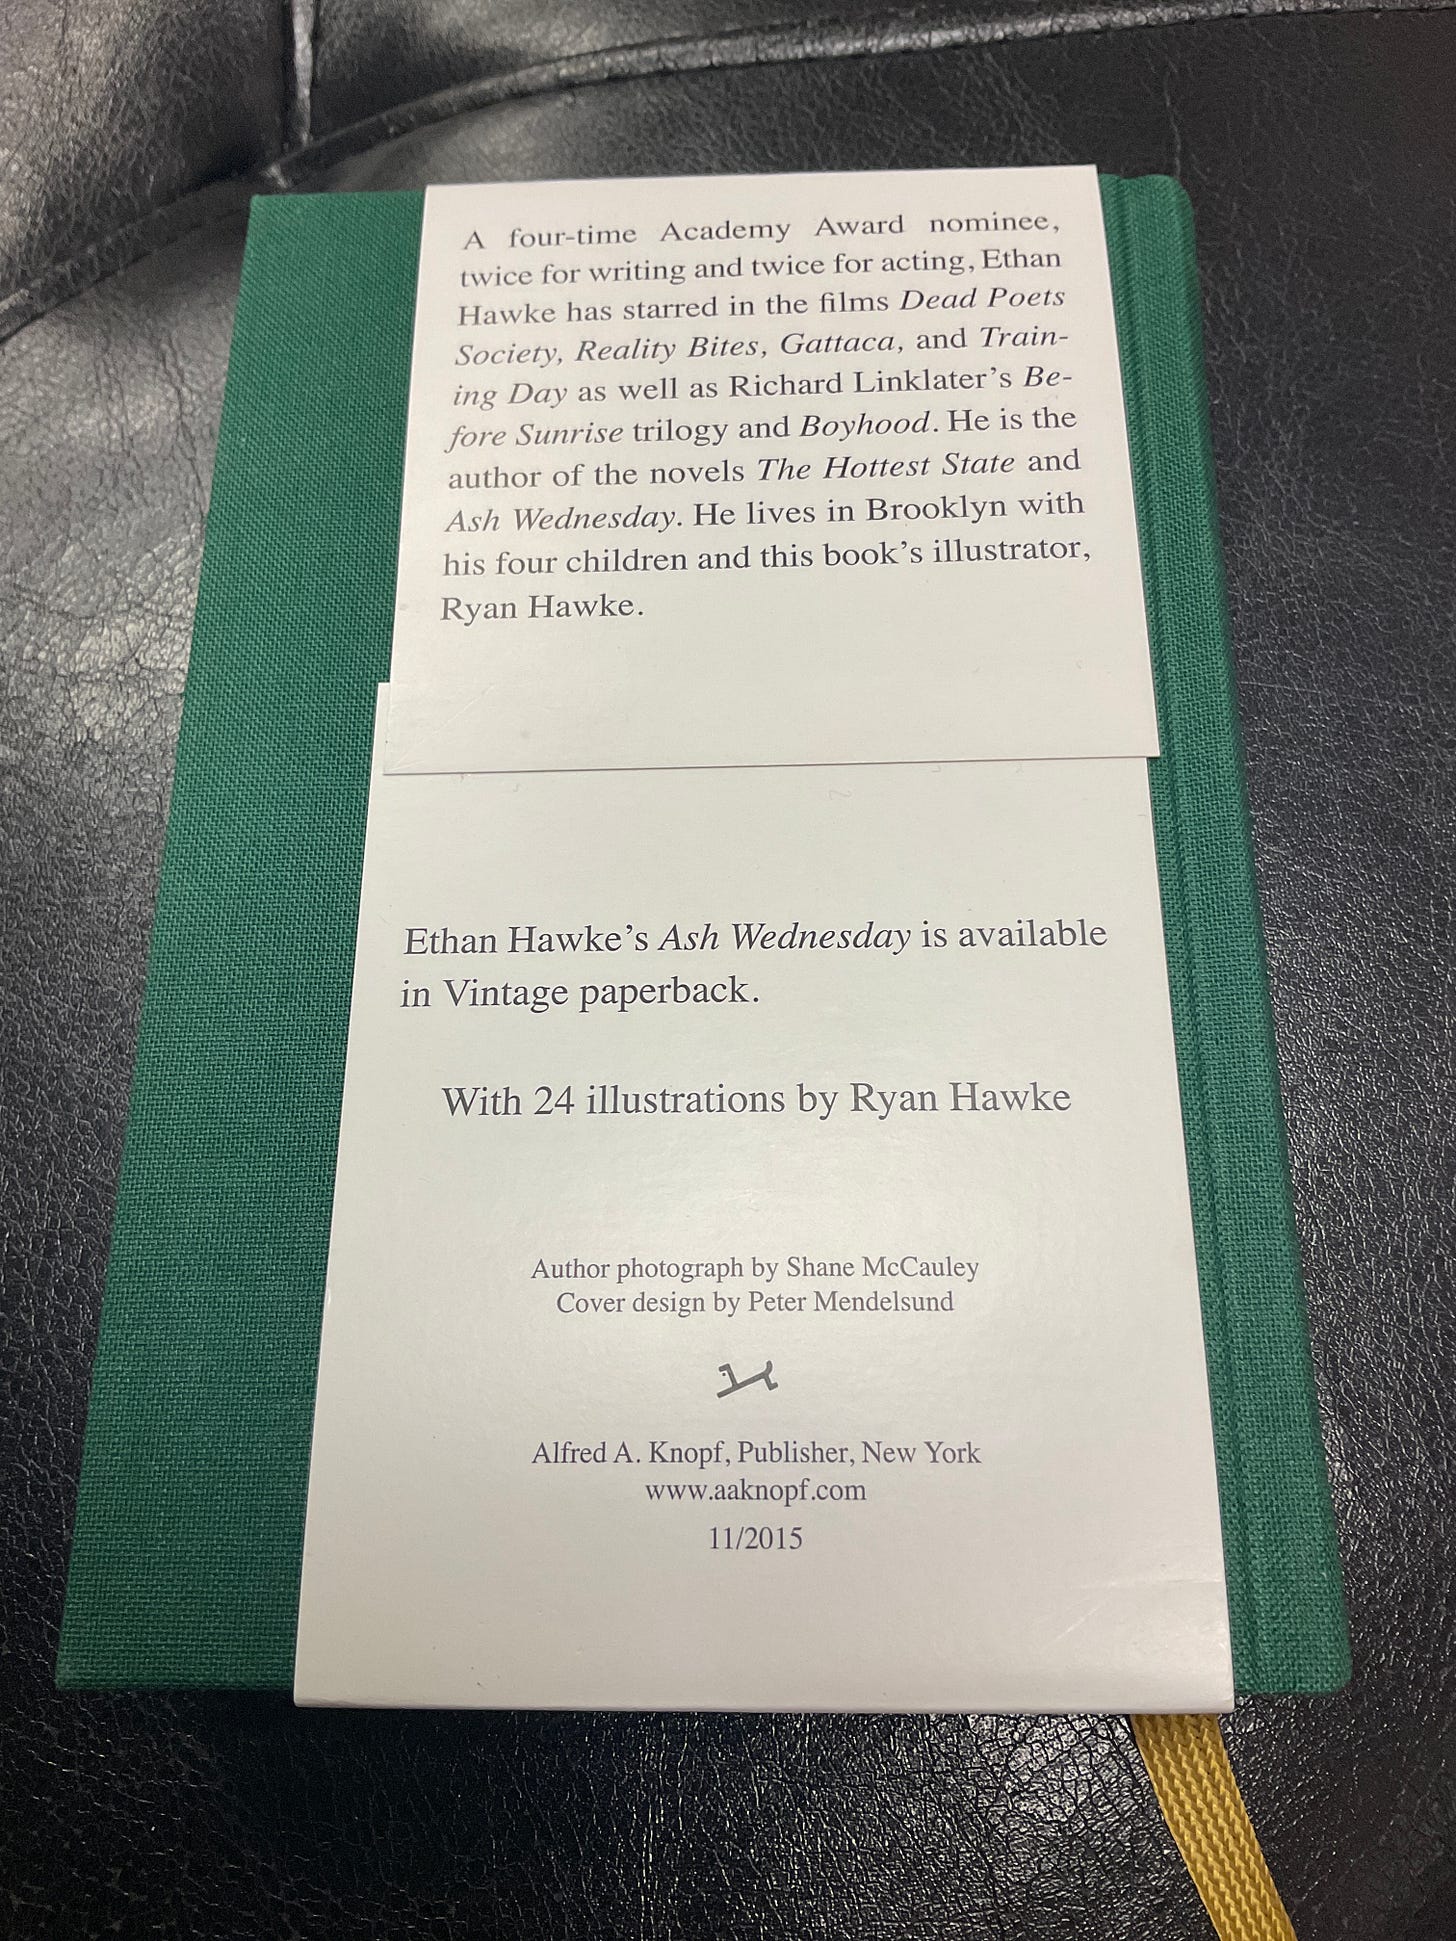 A four-time Academy Award nominee,
twice for writing and twice for acting, Ethan
Hawke has starred in the films Dead Poets
Society, Reality Bites, Gattaca, and Train-
ing Day as well as Richard Linklater’s Be-
fore Sunrise trilogy and Boyhood. He is the
author of the novels The Hottest State and
Ash Wednesday. He lives in Brooklyn with
his four children and this book’s illustrator,
Ryan Hawke.
Ethan Hawke’s Ash Wednesday is available
in Vintage paperback.
With 24 illustrations by Ryan Hawke
Author photograph by Shane McCauley
Cover design by Peter Mendelsund
Alfred A. Knopf, Publisher, New York
www.aaknopf.com
11/2015